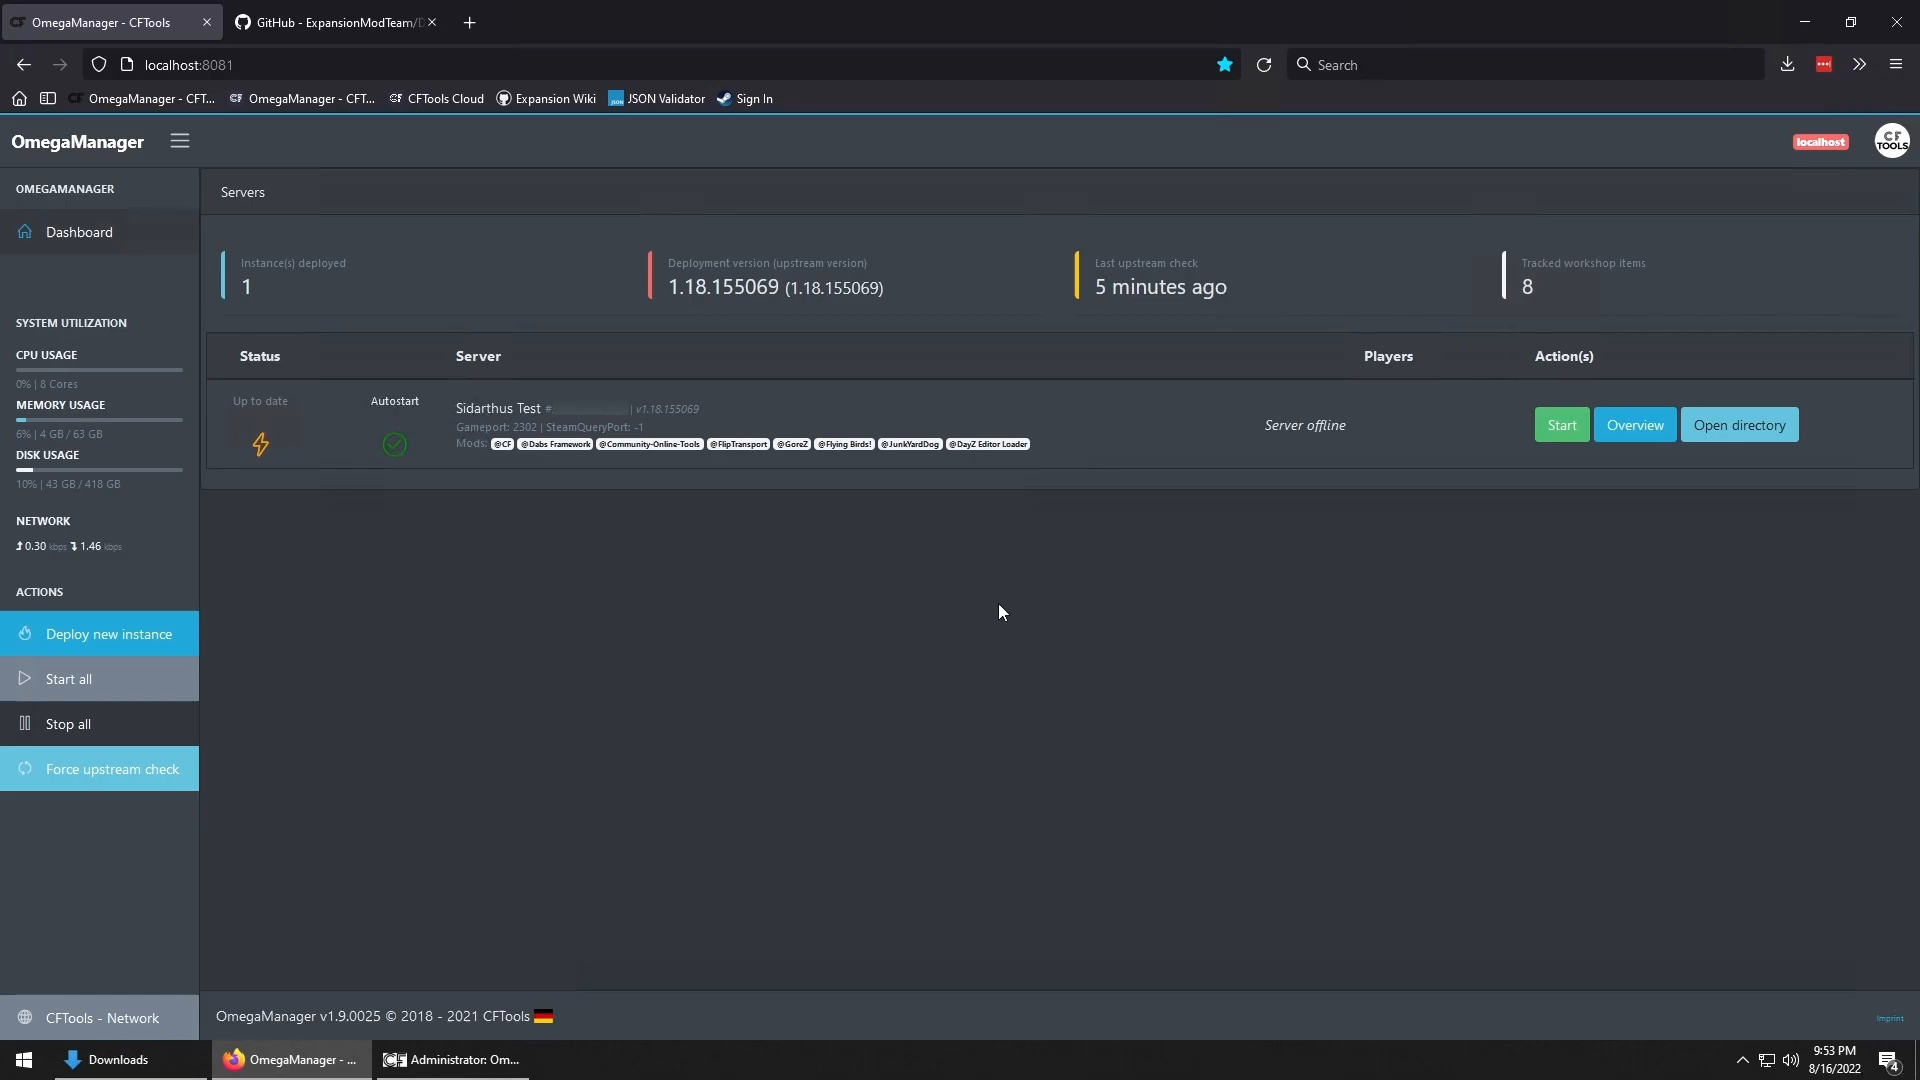 OmegaManager - CFTools
GitHub - ExpansionModTeam/D
localhost:8081
Search
OmegaManager - CFT...
OmegaManager - CFT...
CFTools Cloud
Expansion Wiki
JSON Validator
Sign In
OmegaManager
localhost
CF TOOLS
OMEGAMANAGER
Dashboard
SYSTEM UTILIZATION
CPU USAGE
0% | 8 Cores
MEMORY USAGE
6% | 4 GB / 63 GB
DISK USAGE
10% | 43 GB / 418 GB
NETWORK
0.30 kbps 1.46 kbps
ACTIONS
Deploy new instance
Start all
Stop all
Force upstream check
CFTools - Network
Servers
Instance(s) deployed
1
Deployment version (upstream version)
1.18.155069 (1.18.155069)
Last upstream check
5 minutes ago
Tracked workshop items
8
Status Server Players Action(s)
Up to date
Autostart
Sidarthus Test # | v1.18.155069
Gameport: 2302 | SteamQueryPort: -1
Mods: @CF @Dabs Framework @Community-Online-Tools @FlipTransport @GoreZ @Flying Birds! @JunkYardDog @DayZ Editor Loader
Server offline
Start
Overview
Open directory
OmegaManager v1.9.0025 © 2018 - 2021 CFTools
Imprint
Downloads
OmegaManager - ...
CF Administrator: Om...
9:53 PM
8/16/2022
4